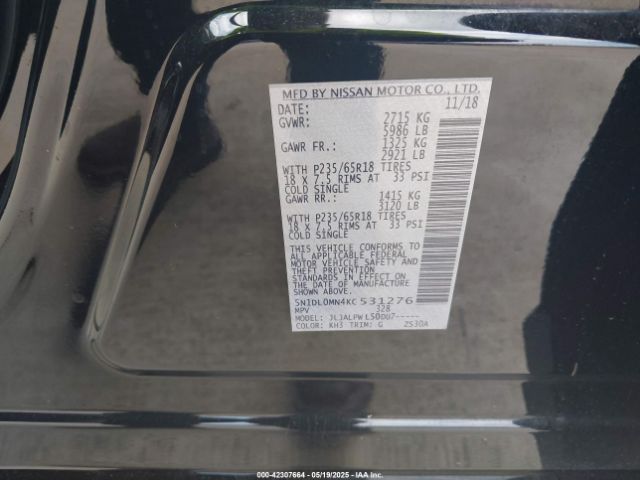 MFD BY NISSAN MOTOR CO., LTD.
DATE: 11/18
GVWR: 2715 KG
5986 LB
GAWR FR.: 1325 KG
2921 LB
WITH P235/65R18 TIRES
18 X 7.5 RIMS AT 33 PSI
COLD SINGLE
GAWR RR.: 1415 KG
3120 LB
WITH P235/65R18 TIRES
18 X 7.5 RIMS AT 33 PSI
COLD SINGLE
THIS VEHICLE CONFORMS TO
ALL APPLICABLE FEDERAL
MOTOR VEHICLE SAFETY AND
THEFT PREVENTION
STANDARDS IN EFFECT ON
THE DATE OF MANUFACTURE
SHOWN ABOVE.
5N1DL0MN4KC531276
MPV 328
MODEL: JLJALPWL50DU7-----
COLOR: KH3 TRIM: G ZS30A
000-42307664 - 05/19/2025 - IAA Inc.